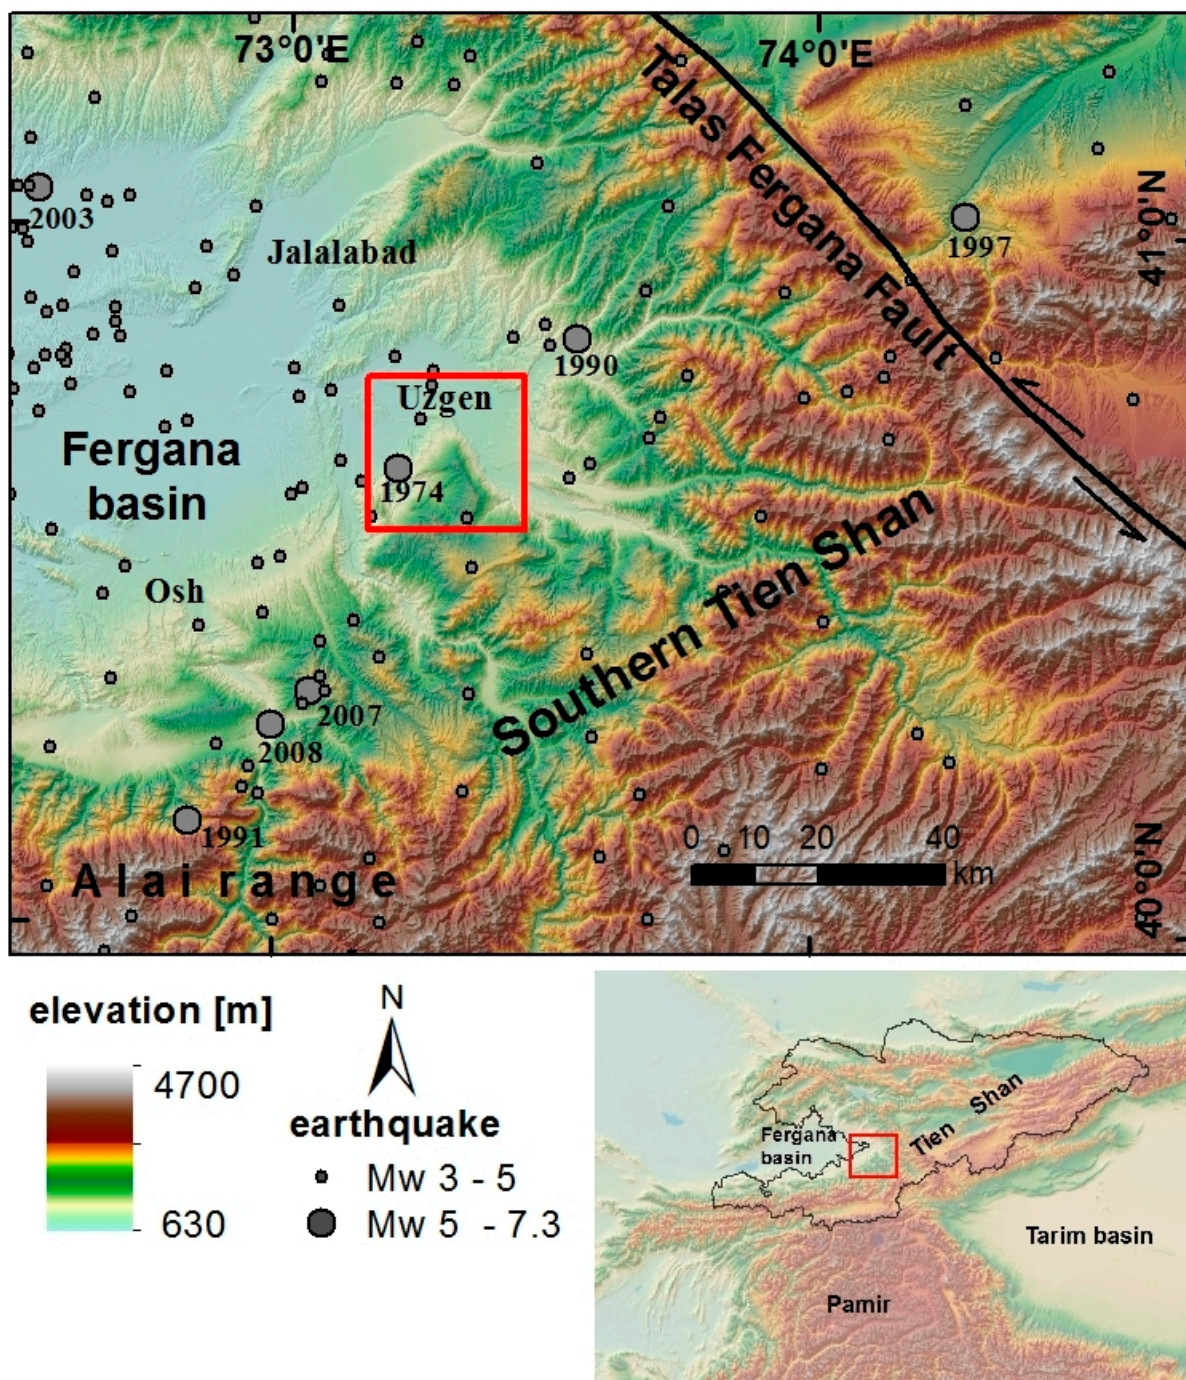 73°0'E
74°0'E
Talas Fergana Fault
41°0'N
2003
1997
Jalalabad
1990
Uzgen
Fergana
basin
1974
Southern Tien Shan
Osh
2007
2008
1991
0 10 20 40
km
Alai range
40°0'N
elevation [m]
4700
630
N
earthquake
Mw 3 - 5
Mw 5 - 7.3
Tien Shan
Fergana
basin
Tarim basin
Pamir